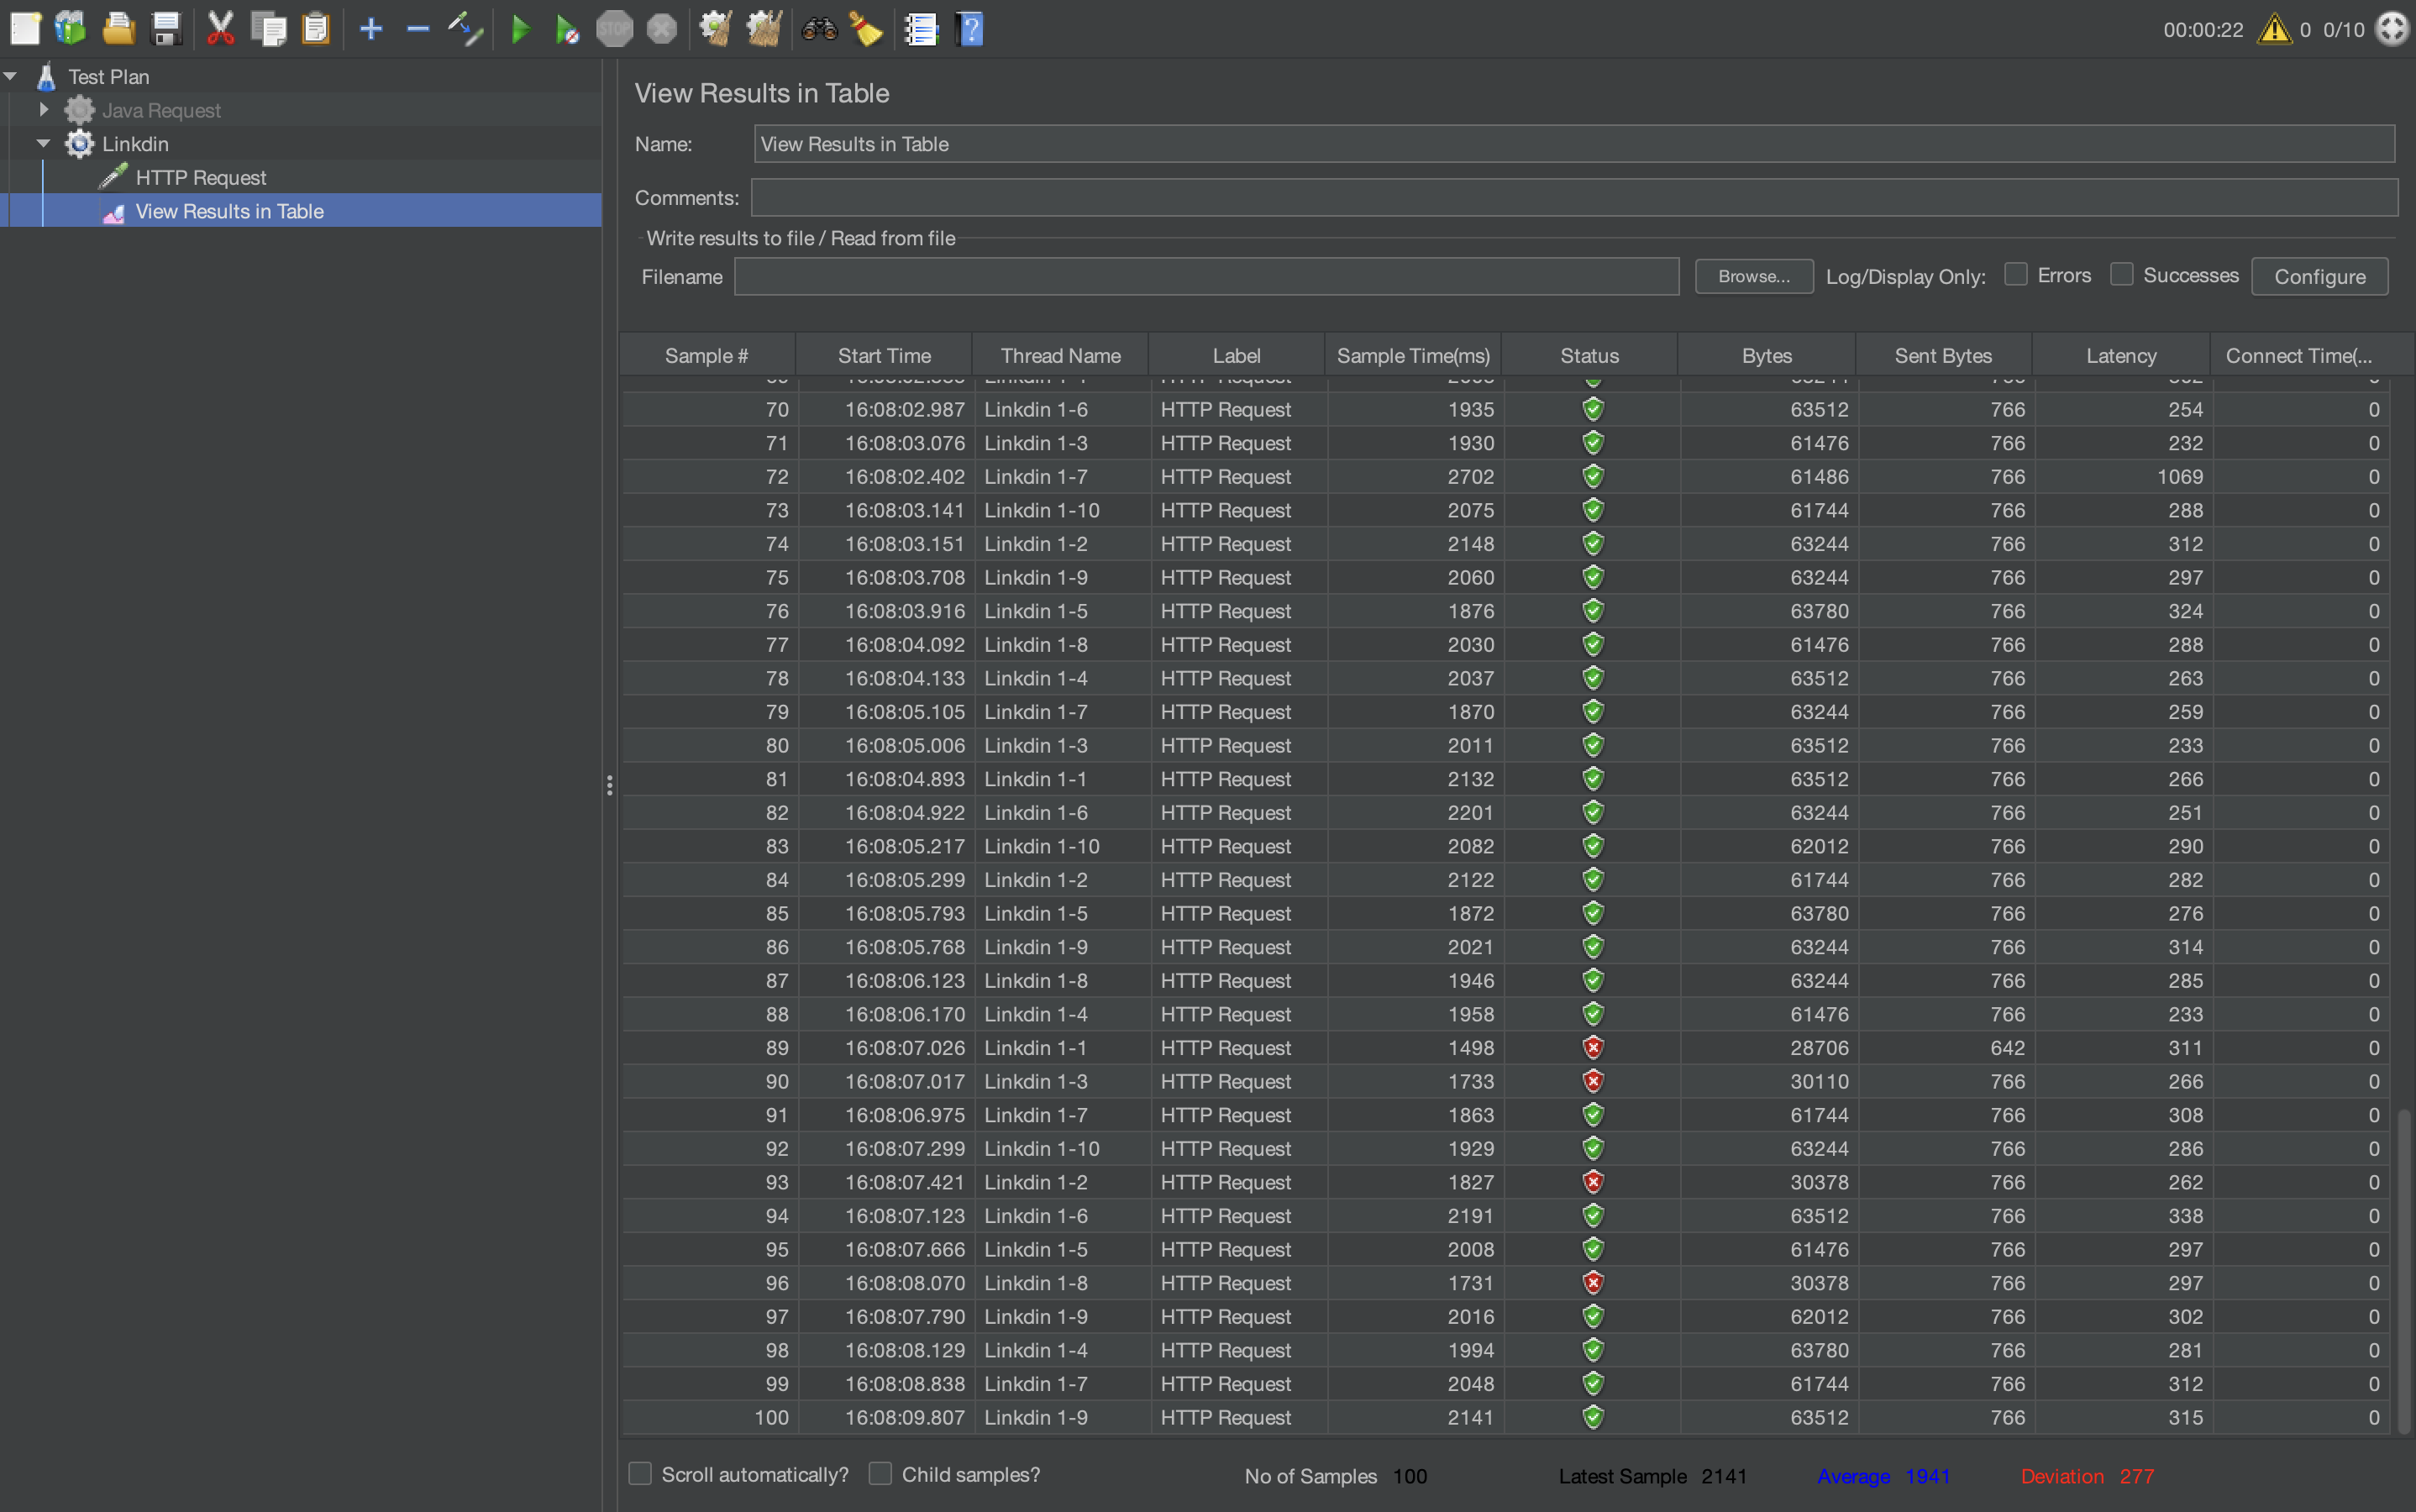 STOP
00:00:22 0 0/10
Test Plan
Java Request
Linkdin
HTTP Request
View Results in Table
View Results in Table
Name: View Results in Table
Comments:
Write results to file / Read from file
Filename Browse... Log/Display Only: Errors Successes Configure
Sample # Start Time Thread Name Label Sample Time(ms) Status Bytes Sent Bytes Latency Connect Time(...
70 16:08:02.987 Linkdin 1-6 HTTP Request 1935 63512 766 254 0
71 16:08:03.076 Linkdin 1-3 HTTP Request 1930 61476 766 232 0
72 16:08:02.402 Linkdin 1-7 HTTP Request 2702 61486 766 1069 0
73 16:08:03.141 Linkdin 1-10 HTTP Request 2075 61744 766 288 0
74 16:08:03.151 Linkdin 1-2 HTTP Request 2148 63244 766 312 0
75 16:08:03.708 Linkdin 1-9 HTTP Request 2060 63244 766 297 0
76 16:08:03.916 Linkdin 1-5 HTTP Request 1876 63780 766 324 0
77 16:08:04.092 Linkdin 1-8 HTTP Request 2030 61476 766 288 0
78 16:08:04.133 Linkdin 1-4 HTTP Request 2037 63512 766 263 0
79 16:08:05.105 Linkdin 1-7 HTTP Request 1870 63244 766 259 0
80 16:08:05.006 Linkdin 1-3 HTTP Request 2011 63512 766 233 0
81 16:08:04.893 Linkdin 1-1 HTTP Request 2132 63512 766 266 0
82 16:08:04.922 Linkdin 1-6 HTTP Request 2201 63244 766 251 0
83 16:08:05.217 Linkdin 1-10 HTTP Request 2082 62012 766 290 0
84 16:08:05.299 Linkdin 1-2 HTTP Request 2122 61744 766 282 0
85 16:08:05.793 Linkdin 1-5 HTTP Request 1872 63780 766 276 0
86 16:08:05.768 Linkdin 1-9 HTTP Request 2021 63244 766 314 0
87 16:08:06.123 Linkdin 1-8 HTTP Request 1946 63244 766 285 0
88 16:08:06.170 Linkdin 1-4 HTTP Request 1958 61476 766 233 0
89 16:08:07.026 Linkdin 1-1 HTTP Request 1498 28706 642 311 0
90 16:08:07.017 Linkdin 1-3 HTTP Request 1733 30110 766 266 0
91 16:08:06.975 Linkdin 1-7 HTTP Request 1863 61744 766 308 0
92 16:08:07.299 Linkdin 1-10 HTTP Request 1929 63244 766 286 0
93 16:08:07.421 Linkdin 1-2 HTTP Request 1827 30378 766 262 0
94 16:08:07.123 Linkdin 1-6 HTTP Request 2191 63512 766 338 0
95 16:08:07.666 Linkdin 1-5 HTTP Request 2008 61476 766 297 0
96 16:08:08.070 Linkdin 1-8 HTTP Request 1731 30378 766 297 0
97 16:08:07.790 Linkdin 1-9 HTTP Request 2016 62012 766 302 0
98 16:08:08.129 Linkdin 1-4 HTTP Request 1994 63780 766 281 0
99 16:08:08.838 Linkdin 1-7 HTTP Request 2048 61744 766 312 0
100 16:08:09.807 Linkdin 1-9 HTTP Request 2141 63512 766 315 0
Scroll automatically? Child samples? No of Samples 100 Latest Sample 2141 Average 1941 Deviation 277